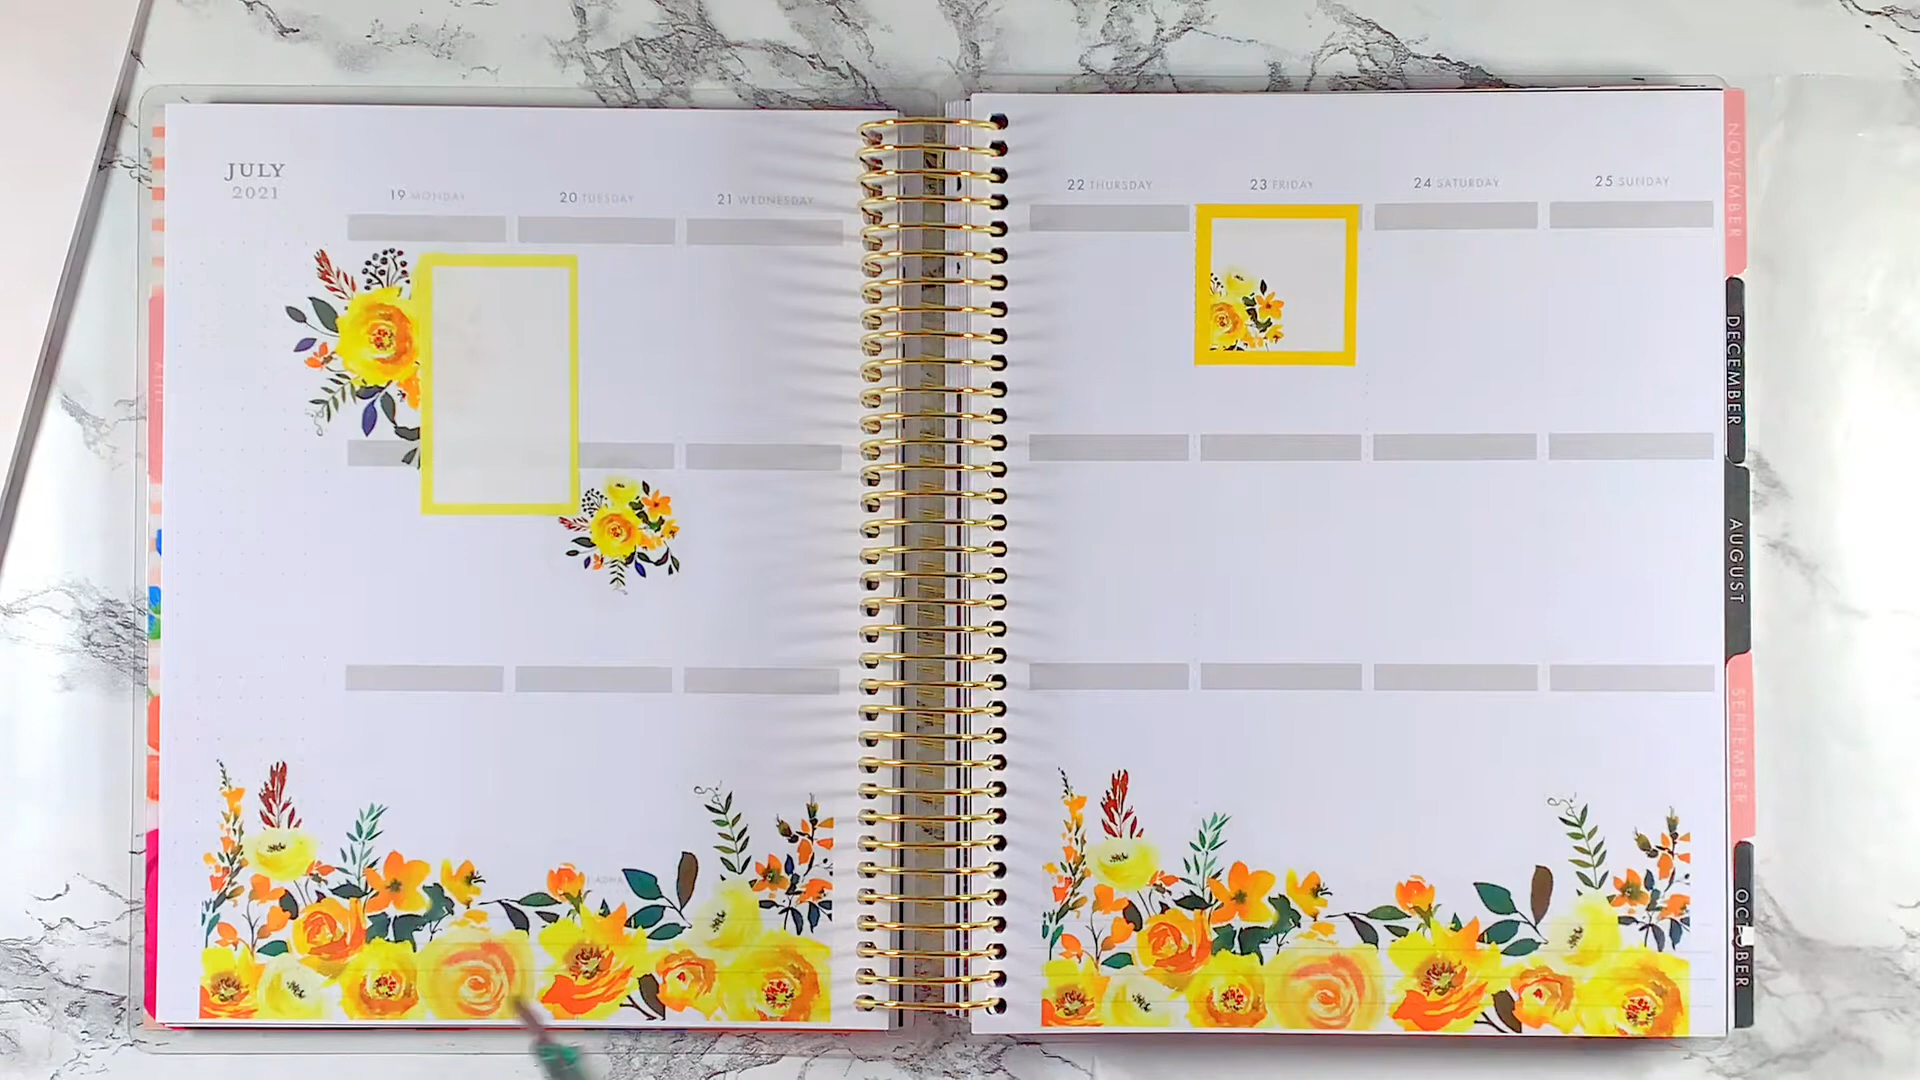 JULY
2021
19 MONDAY
20 TUESDAY
21 WEDNESDAY
22 THURSDAY
23 FRIDAY
24 SATURDAY
25 SUNDAY
NOVEMBER
DECEMBER
AUGUST
SEPTEMBER
OCTOBER